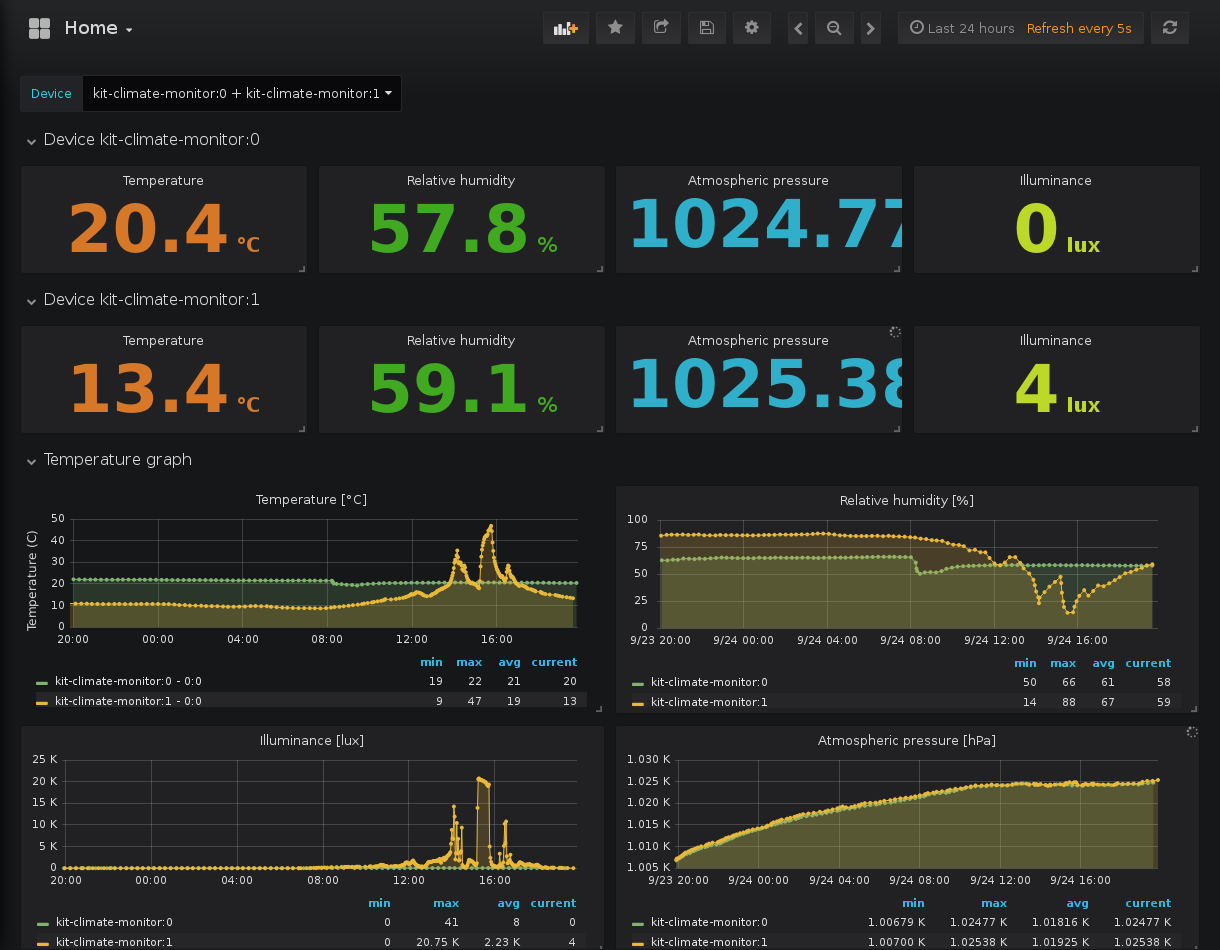 Home
Last 24 hours Refresh every 5s
Device kit-climate-monitor:0 + kit-climate-monitor:1
Device kit-climate-monitor:0
Temperature Relative humidity Atmospheric pressure Illuminance
20.4 °C 57.8 % 1024.77 0 lux
Device kit-climate-monitor:1
Temperature Relative humidity Atmospheric pressure Illuminance
13.4 °C 59.1 % 1025.38 4 lux
Temperature graph
Temperature [°C]
Temperature (C)
50
40
30
20
10
0
20:00 00:00 04:00 08:00 12:00 16:00
min max avg current
kit-climate-monitor:0 - 0:0 19 22 21 20
kit-climate-monitor:1 - 0:0 9 47 19 13
Relative humidity [%]
100
75
50
25
0
9/23 20:00 9/24 00:00 9/24 04:00 9/24 08:00 9/24 12:00 9/24 16:00
min max avg current
kit-climate-monitor:0 50 66 61 58
kit-climate-monitor:1 14 88 67 59
Illuminance [lux]
25 K
20 K
15 K
10 K
5 K
0
20:00 00:00 04:00 08:00 12:00 16:00
min max avg current
kit-climate-monitor:0 0 41 8 0
kit-climate-monitor:1 0 20.75 K 2.23 K 4
Atmospheric pressure [hPa]
1.030 K
1.025 K
1.020 K
1.015 K
1.010 K
1.005 K
9/23 20:00 9/24 00:00 9/24 04:00 9/24 08:00 9/24 12:00 9/24 16:00
min max avg current
kit-climate-monitor:0 1.00679 K 1.02477 K 1.01816 K 1.02477 K
kit-climate-monitor:1 1.00700 K 1.02538 K 1.01925 K 1.02538 K